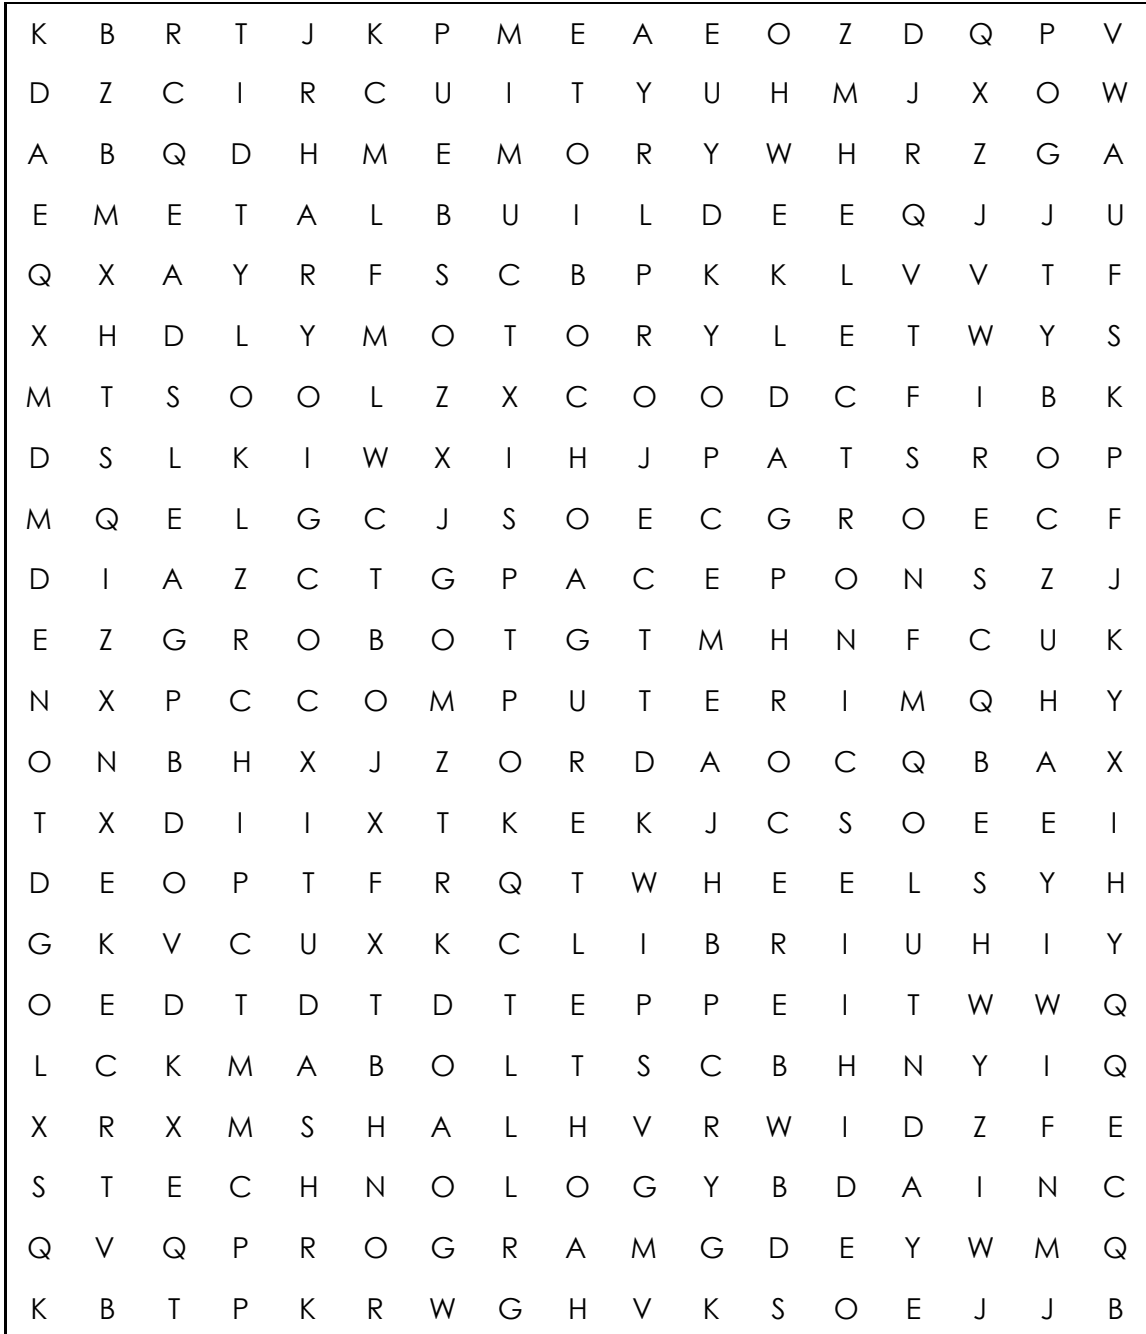 K B R T J K P M E A E O Z D Q P V
D Z C I R C U I T Y U H M J X O W
A B Q D H M E M O R Y W H R Z G A
E M E T A L B U I L D E E Q J J U
Q X A Y R F S C B P K K L V V T F
X H D L Y M O T O R Y L E T W Y S
M T S O O L Z X C O O D C F I B K
D S L K I W X I H J P A T S R O P
M Q E L G C J S O E C G R O E C F
D I A Z C T G P A C E P O N S Z J
E Z G R O B O T G T M H N F C U K
N X P C C O M P U T E R I M Q H Y
O N B H X J Z O R D A O C Q B A X
T X D I I X T K E K J C S O E E I
D E O P T F R Q T W H E E L S Y H
G K V C U X K C L I B R I U H I Y
O E D T D T D T E P P E I T W W Q
L C K M A B O L T S C B H N Y I Q
X R X M S H A L H V R W I D Z F E
S T E C H N O L O G Y B D A I N C
Q V Q P R O G R A M G D E Y W M Q
K B T P K R W G H V K S O E J J B